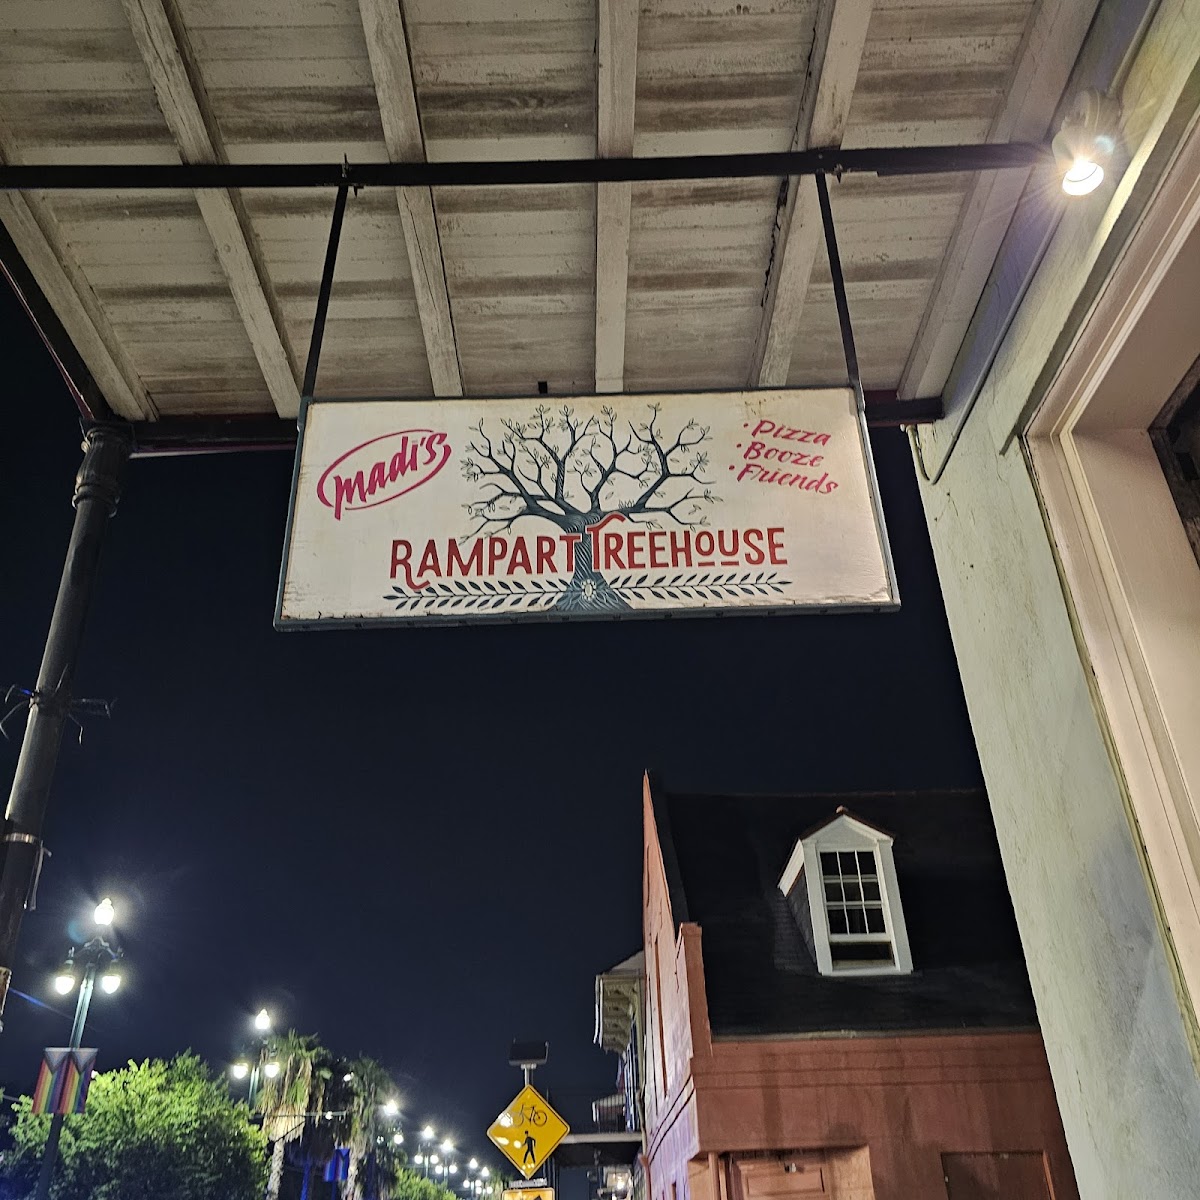 madi's
• Pizza
• Booze
• Friends
RAMPART TREEHOUSE